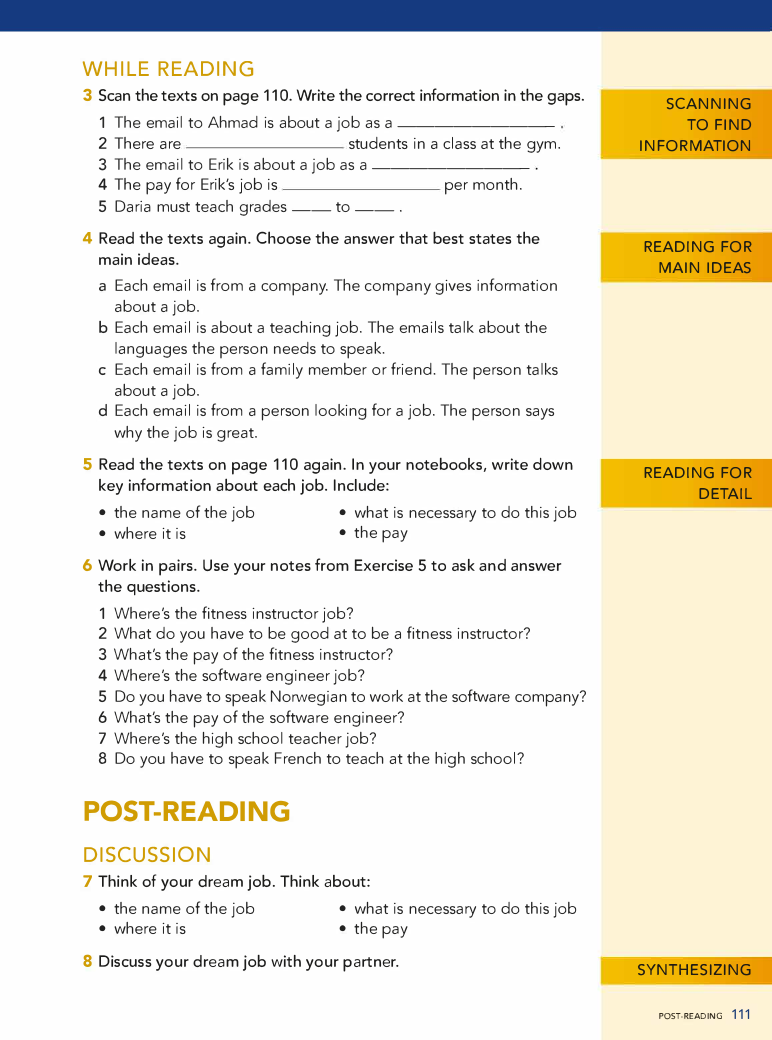 WHILE READING
3 Scan the texts on page 110. Write the correct information in the gaps.
SCANNING
TO FIND
INFORMATION
1 The email to Ahmad is about a job as a ____________________ .
2 There are ____________________ students in a class at the gym.
3 The email to Erik is about a job as a ____________________ .
4 The pay for Erik's job is ____________________ per month.
5 Daria must teach grades _____ to _____ .
4 Read the texts again. Choose the answer that best states the
main ideas.
READING FOR
MAIN IDEAS
a Each email is from a company. The company gives information
about a job.
b Each email is about a teaching job. The emails talk about the
languages the person needs to speak.
c Each email is from a family member or friend. The person talks
about a job.
d Each email is from a person looking for a job. The person says
why the job is great.
5 Read the texts on page 110 again. In your notebooks, write down
key information about each job. Include:
READING FOR
DETAIL
• the name of the job
• where it is
• what is necessary to do this job
• the pay
6 Work in pairs. Use your notes from Exercise 5 to ask and answer
the questions.
1 Where's the fitness instructor job?
2 What do you have to be good at to be a fitness instructor?
3 What's the pay of the fitness instructor?
4 Where's the software engineer job?
5 Do you have to speak Norwegian to work at the software company?
6 What's the pay of the software engineer?
7 Where's the high school teacher job?
8 Do you have to speak French to teach at the high school?
POST-READING
DISCUSSION
7 Think of your dream job. Think about:
• the name of the job
• where it is
• what is necessary to do this job
• the pay
8 Discuss your dream job with your partner.
SYNTHESIZING
POST-READING 111